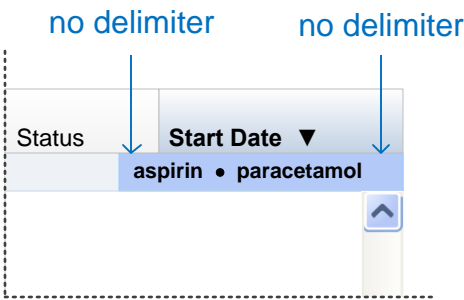 no delimiter no delimiter
Status Start Date ▼
aspirin • paracetamol